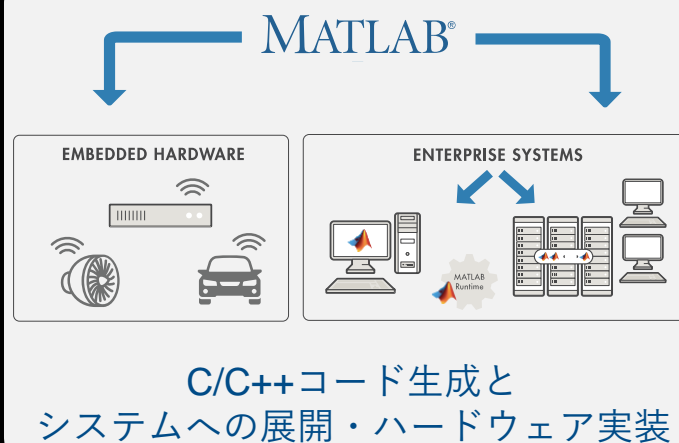 MATLAB®
EMBEDDED HARDWARE
ENTERPRISE SYSTEMS
MATLAB
Runtime
C/C++コード生成と
システムへの展開・ハードウェア実装